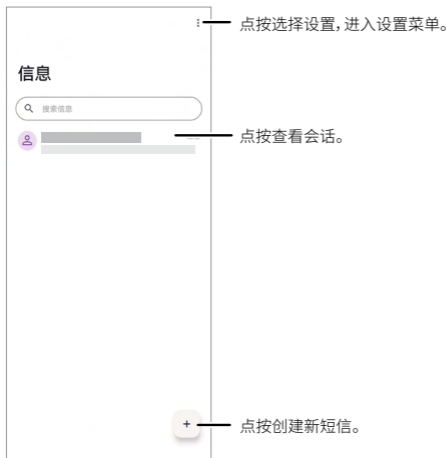 点按选择设置,进入设置菜单。
信息
搜索信息
点按查看会话。
+
点按创建新短信。